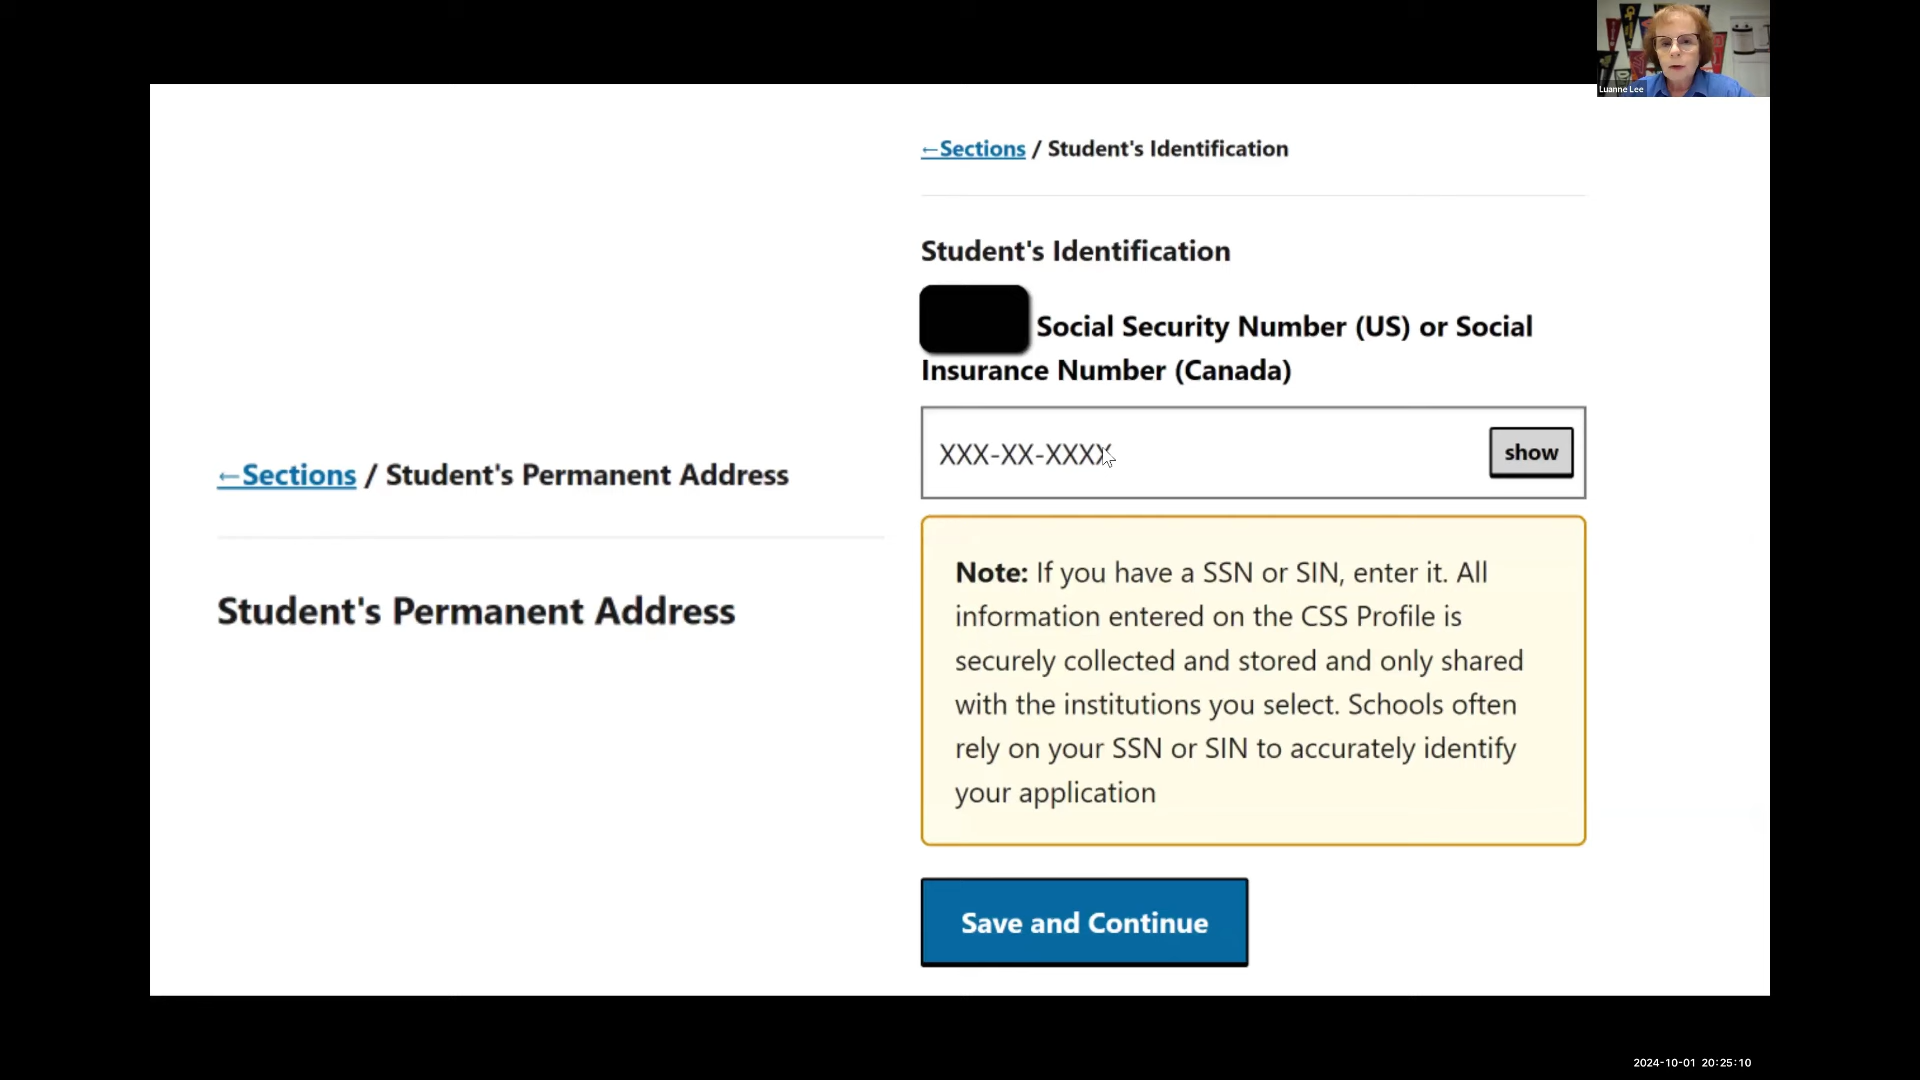 Luanne Lee
←Sections / Student's Permanent Address
Student's Permanent Address
←Sections / Student's Identification
Student's Identification
Social Security Number (US) or Social
Insurance Number (Canada)
XXX-XX-XXXX
show
Note: If you have a SSN or SIN, enter it. All
information entered on the CSS Profile is
securely collected and stored and only shared
with the institutions you select. Schools often
rely on your SSN or SIN to accurately identify
your application
Save and Continue
2024-10-01 20:25:10